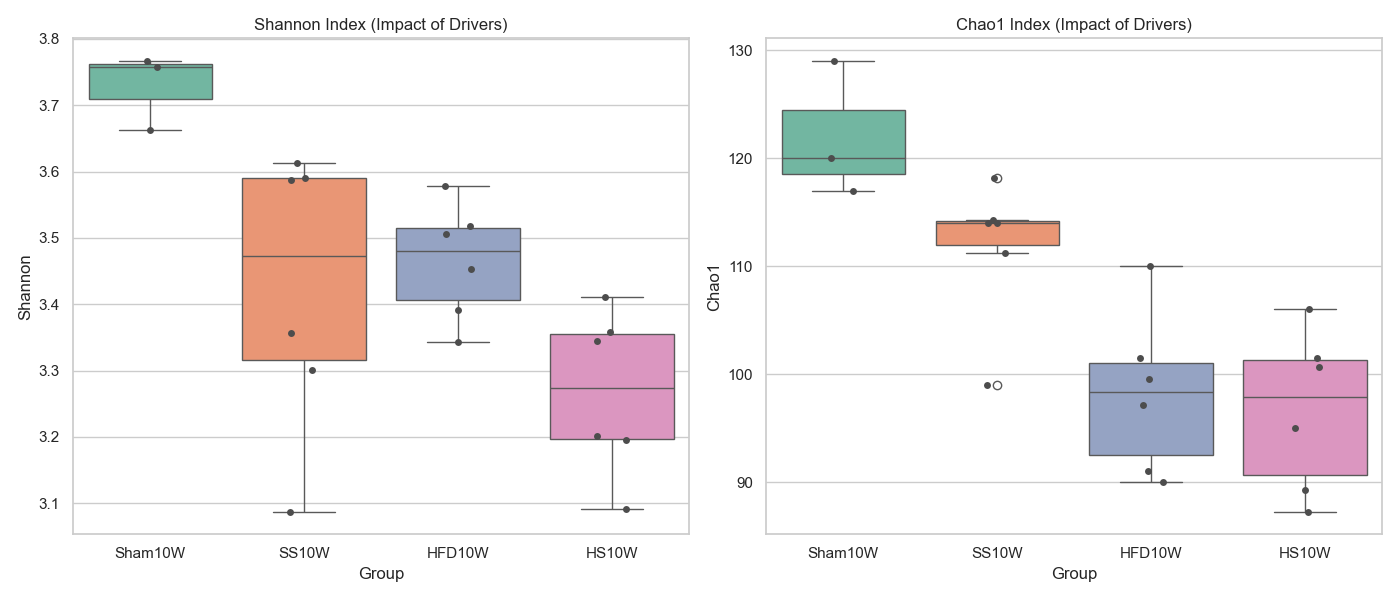 Shannon Index (Impact of Drivers)
3.8
3.7
3.6
3.5
3.4
3.3
3.2
3.1
Shannon
Sham10W SS10W HFD10W HS10W
Group
Chao1 Index (Impact of Drivers)
130
120
110
100
90
Chao1
Sham10W SS10W HFD10W HS10W
Group